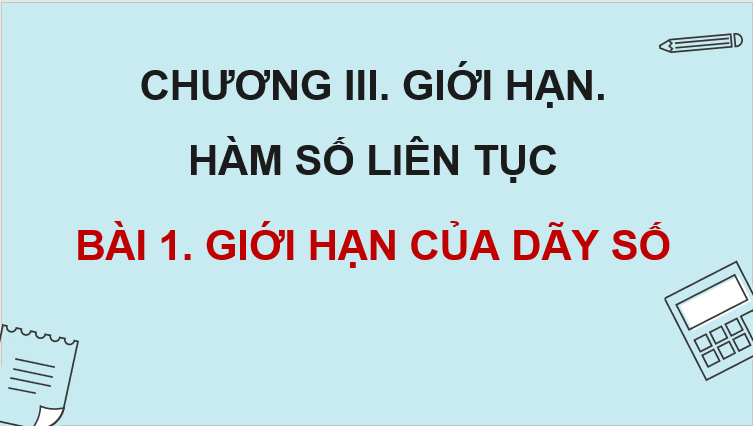 CHƯƠNG III. GIỚI HẠN.
HÀM SỐ LIÊN TỤC
BÀI 1. GIỚI HẠN CỦA DÃY SỐ